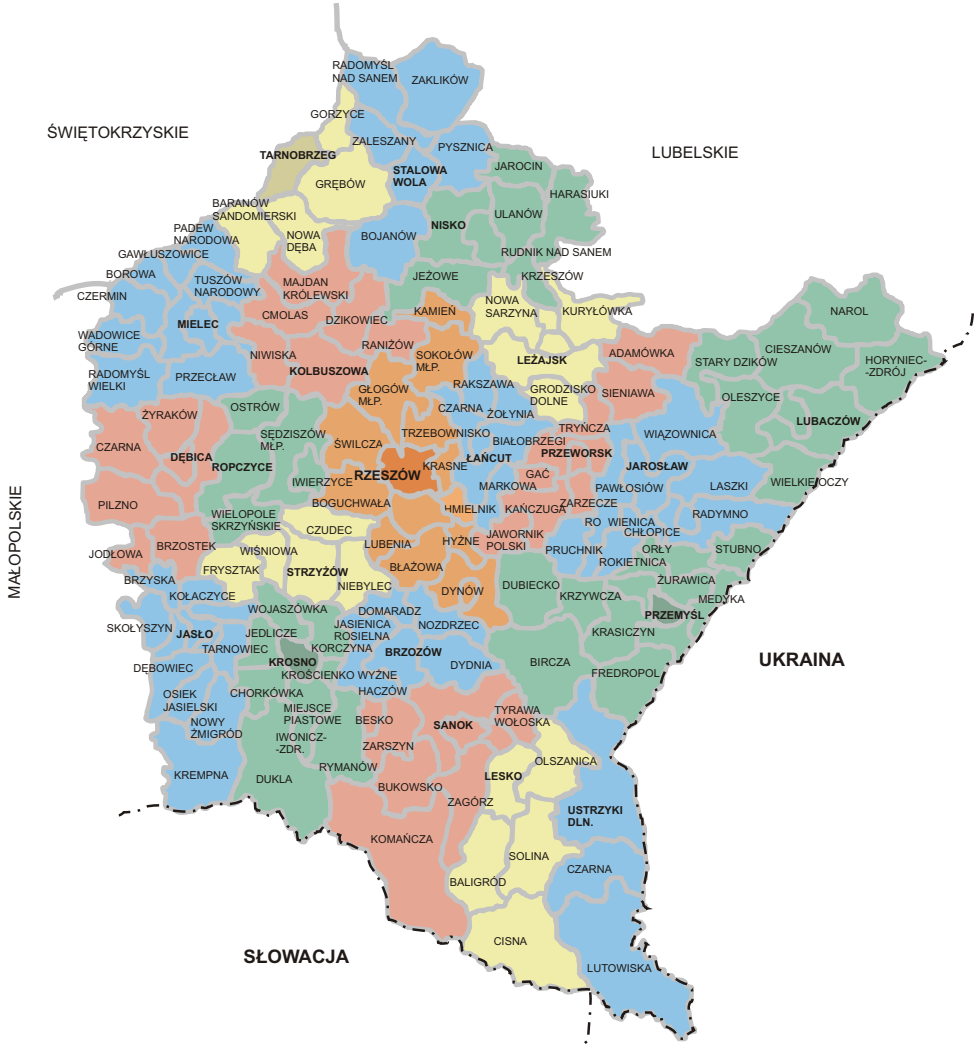 RADOMYŚL
NAD SANEM
ZAKLIKÓW
GORZYCE
ŚWIĘTOKRZYSKIE
ZALESZANY
PYSZNICA
LUBELSKIE
TARNOBRZEG
STALOWA
WOLA
JAROCIN
GRĘBÓW
HARASIUKI
BARANÓW
SANDOMIERSKI
ULANÓW
NISKO
PADEW
NARODOWA
NOWA
DĘBA
BOJANÓW
GAWŁUSZOWICE
RUDNIK NAD SANEM
BOROWA
TUSZÓW
NARODOWY
MAJDAN
KRÓLEWSKI
JEŻOWE
KRZESZÓW
CZERMIN
NOWA
SARZYNA
KURYŁÓWKA
NAROL
KAMIEŃ
CMOLAS
DZIKOWIEC
MIELEC
WADOWICE
GÓRNE
RANIŻÓW
CIESZANÓW
NIWISKA
SOKOŁÓW
MŁP.
LEŻAJSK
ADAMÓWKA
STARY DZIKÓW
HORYNIEC-
-ZDRÓJ
RADOMYŚL
WIELKI
PRZECŁAW
KOLBUSZOWA
RAKSZAWA
GŁOGÓW
MŁP.
GRODZISKO
DOLNE
SIENIAWA
OLESZYCE
OSTRÓW
CZARNA
ŻOŁYNIA
ŻYRAKÓW
LUBACZÓW
SĘDZISZÓW
MŁP.
TRZEBOWNISKO
TRYŃCZA
WIĄZOWNICA
ŚWILCZA
BIAŁOBRZEGI
CZARNA
DĘBICA
ROPCZYCE
ŁAŃCUT
PRZEWORSK
KRASNE
JAROSŁAW
RZESZÓW
GAĆ
IWIERZYCE
MARKOWA
PAWŁOSIÓW
LASZKI
WIELKIE OCZY
PILZNO
BOGUCHWAŁA
HMIELNIK
KAŃCZUGA
ZARZECZE
MAŁOPOLSKIE
WIELOPOLE
SKRZYŃSKIE
RO WIENICA
RADYMNO
CZUDEC
JAWORNIK
POLSKI
CHŁOPICE
JODŁOWA
BRZOSTEK
WIŚNIOWA
LUBENIA
HYŻNE
PRUCHNIK
ORŁY
STUBNO
ROKIETNICA
FRYSZTAK
STRZYŻÓW
BŁAŻOWA
BRZYSKA
NIEBYLEC
DYNÓW
DUBIECKO
ŻURAWICA
KOŁACZYCE
KRZYWCZA
MEDYKA
WOJASZÓWKA
DOMARADZ
PRZEMYŚL
SKOŁYSZYN
JASŁO
JEDLICZE
JASIENICA
ROSIELNA
NOZDRZEC
KRASICZYN
TARNOWIEC
KORCZYNA
BRZOZÓW
DĘBOWIEC
KROSNO
DYDNIA
BIRCZA
UKRAINA
KROŚCIENKO WYŻNE
FREDROPOL
OSIEK
JASIELSKI
CHORKÓWKA
HACZÓW
MIEJSCE
PIASTOWE
TYRAWA
WOŁOSKA
NOWY
ŻMIGRÓD
BESKO
SANOK
IWONICZ-
-ZDR.
ZARSZYN
KREMPNA
RYMANÓW
OLSZANICA
DUKLA
LESKO
BUKOWSKO
ZAGÓRZ
USTRZYKI
DLN.
KOMAŃCZA
SOLINA
CZARNA
BALIGRÓD
CISNA
SŁOWACJA
LUTOWISKA